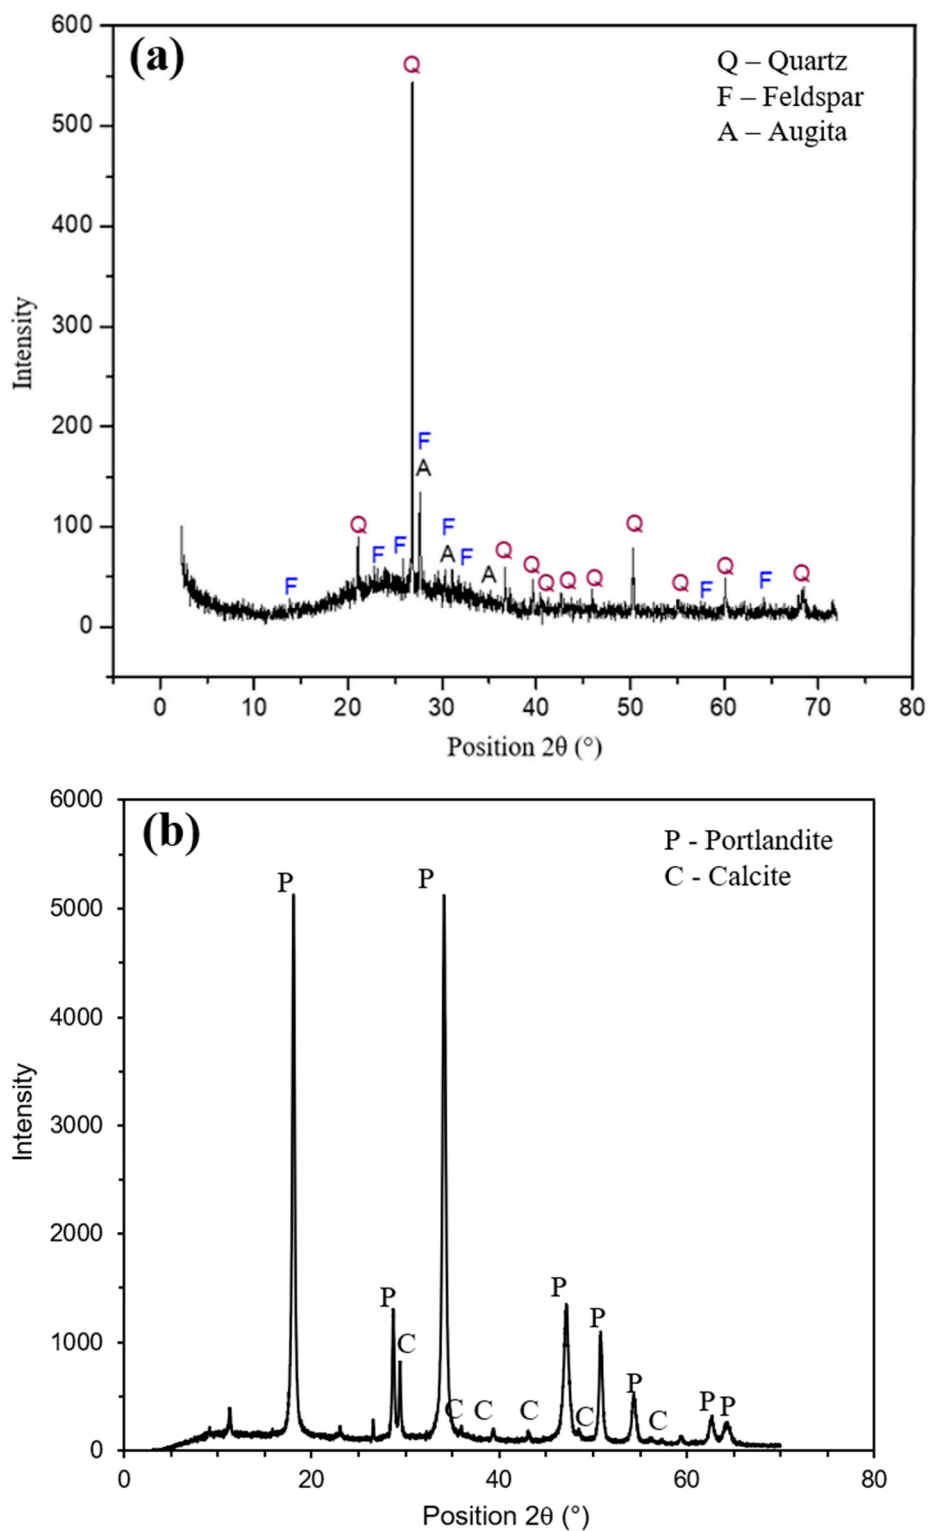 600
(a)
Q
Q – Quartz
F – Feldspar
A – Augita
500
400
Intensity
300
200
F
A
100
Q
F
F
F
F
A
F
A
Q
Q
Q
Q
Q
Q
Q
F
Q
F
Q
0
0 10 20 30 40 50 60 70 80
Position 2θ (°)
6000
(b)
P - Portlandite
C - Calcite
P
P
5000
4000
Intensity
3000
2000
P
C
P
P
1000
C
C
C
C
P
C
P
P
0
0 20 40 60 80
Position 2θ (°)